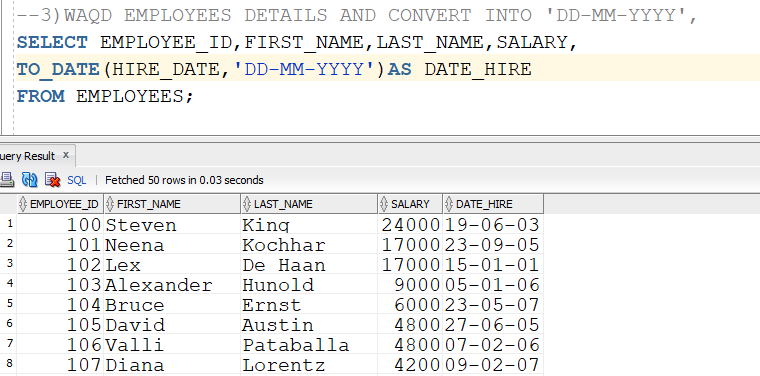 --3)WAQD EMPLOYEES DETAILS AND CONVERT INTO 'DD-MM-YYYY',
SELECT EMPLOYEE_ID,FIRST_NAME,LAST_NAME,SALARY,
TO_DATE(HIRE_DATE,'DD-MM-YYYY')AS DATE_HIRE
FROM EMPLOYEES;
uery Result x
SQL | Fetched 50 rows in 0.03 seconds
EMPLOYEE_ID FIRST_NAME LAST_NAME SALARY DATE_HIRE
1 100 Steven King 24000 19-06-03
2 101 Neena Kochhar 17000 23-09-05
3 102 Lex De Haan 17000 15-01-01
4 103 Alexander Hunold 9000 05-01-06
5 104 Bruce Ernst 6000 23-05-07
6 105 David Austin 4800 27-06-05
7 106 Valli Pataballa 4800 07-02-06
8 107 Diana Lorentz 4200 09-02-07